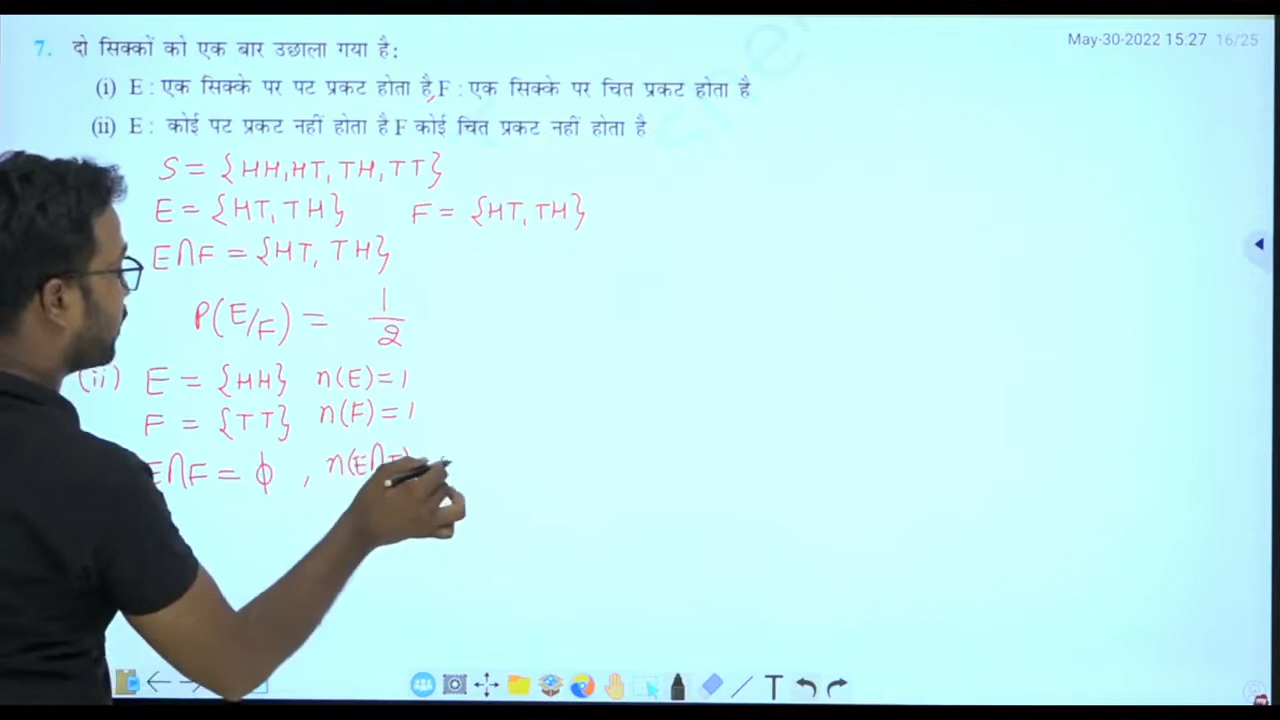 May-30-2022 15:27 16/25
7. दो सिक्कों को एक बार उछाला गया है:
(i) E : एक सिक्के पर पट प्रकट होता है, F : एक सिक्के पर चित प्रकट होता है
(ii) E : कोई पट प्रकट नहीं होता है F कोई चित प्रकट नहीं होता है
S = {HH, HT, TH, TT}
E = {HT, TH} F = {HT, TH}
E∩F = {HT, TH}
P(E/F) = 1/2
(ii) E = {HH} n(E) = 1
F = {TT} n(F) = 1
E∩F = ϕ , n(E∩F)